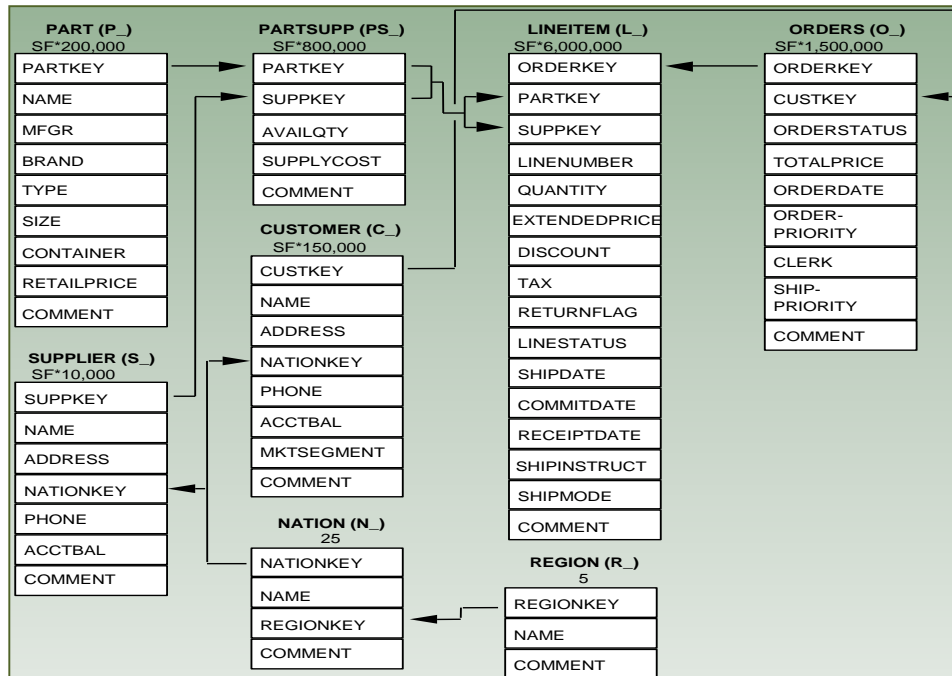 PART (P_)
SF*200,000
PARTKEY
NAME
MFGR
BRAND
TYPE
SIZE
CONTAINER
RETAILPRICE
COMMENT
SUPPLIER (S_)
SF*10,000
SUPPKEY
NAME
ADDRESS
NATIONKEY
PHONE
ACCTBAL
COMMENT
PARTSUPP (PS_)
SF*800,000
PARTKEY
SUPPKEY
AVAILQTY
SUPPLYCOST
COMMENT
CUSTOMER (C_)
SF*150,000
CUSTKEY
NAME
ADDRESS
NATIONKEY
PHONE
ACCTBAL
MKTSEGMENT
COMMENT
NATION (N_)
25
NATIONKEY
NAME
REGIONKEY
COMMENT
LINEITEM (L_)
SF*6,000,000
ORDERKEY
PARTKEY
SUPPKEY
LINENUMBER
QUANTITY
EXTENDEDPRICE
DISCOUNT
TAX
RETURNFLAG
LINESTATUS
SHIPDATE
COMMITDATE
RECEIPTDATE
SHIPINSTRUCT
SHIPMODE
COMMENT
REGION (R_)
5
REGIONKEY
NAME
COMMENT
ORDERS (O_)
SF*1,500,000
ORDERKEY
CUSTKEY
ORDERSTATUS
TOTALPRICE
ORDERDATE
ORDER-
PRIORITY
CLERK
SHIP-
PRIORITY
COMMENT